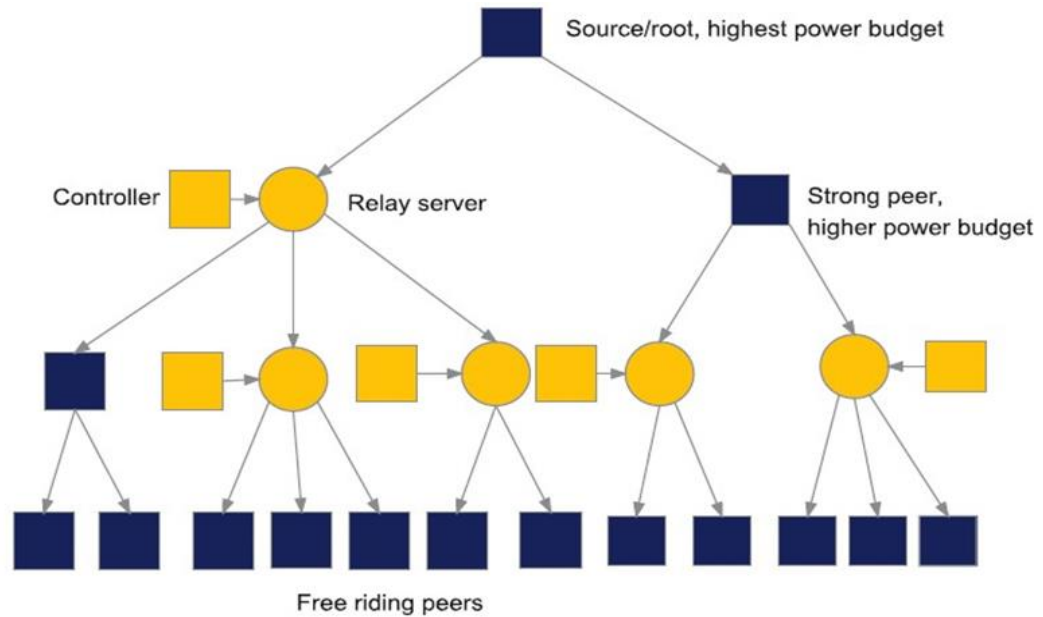 Source/root, highest power budget
Controller
Relay server
Strong peer,
higher power budget
Free riding peers